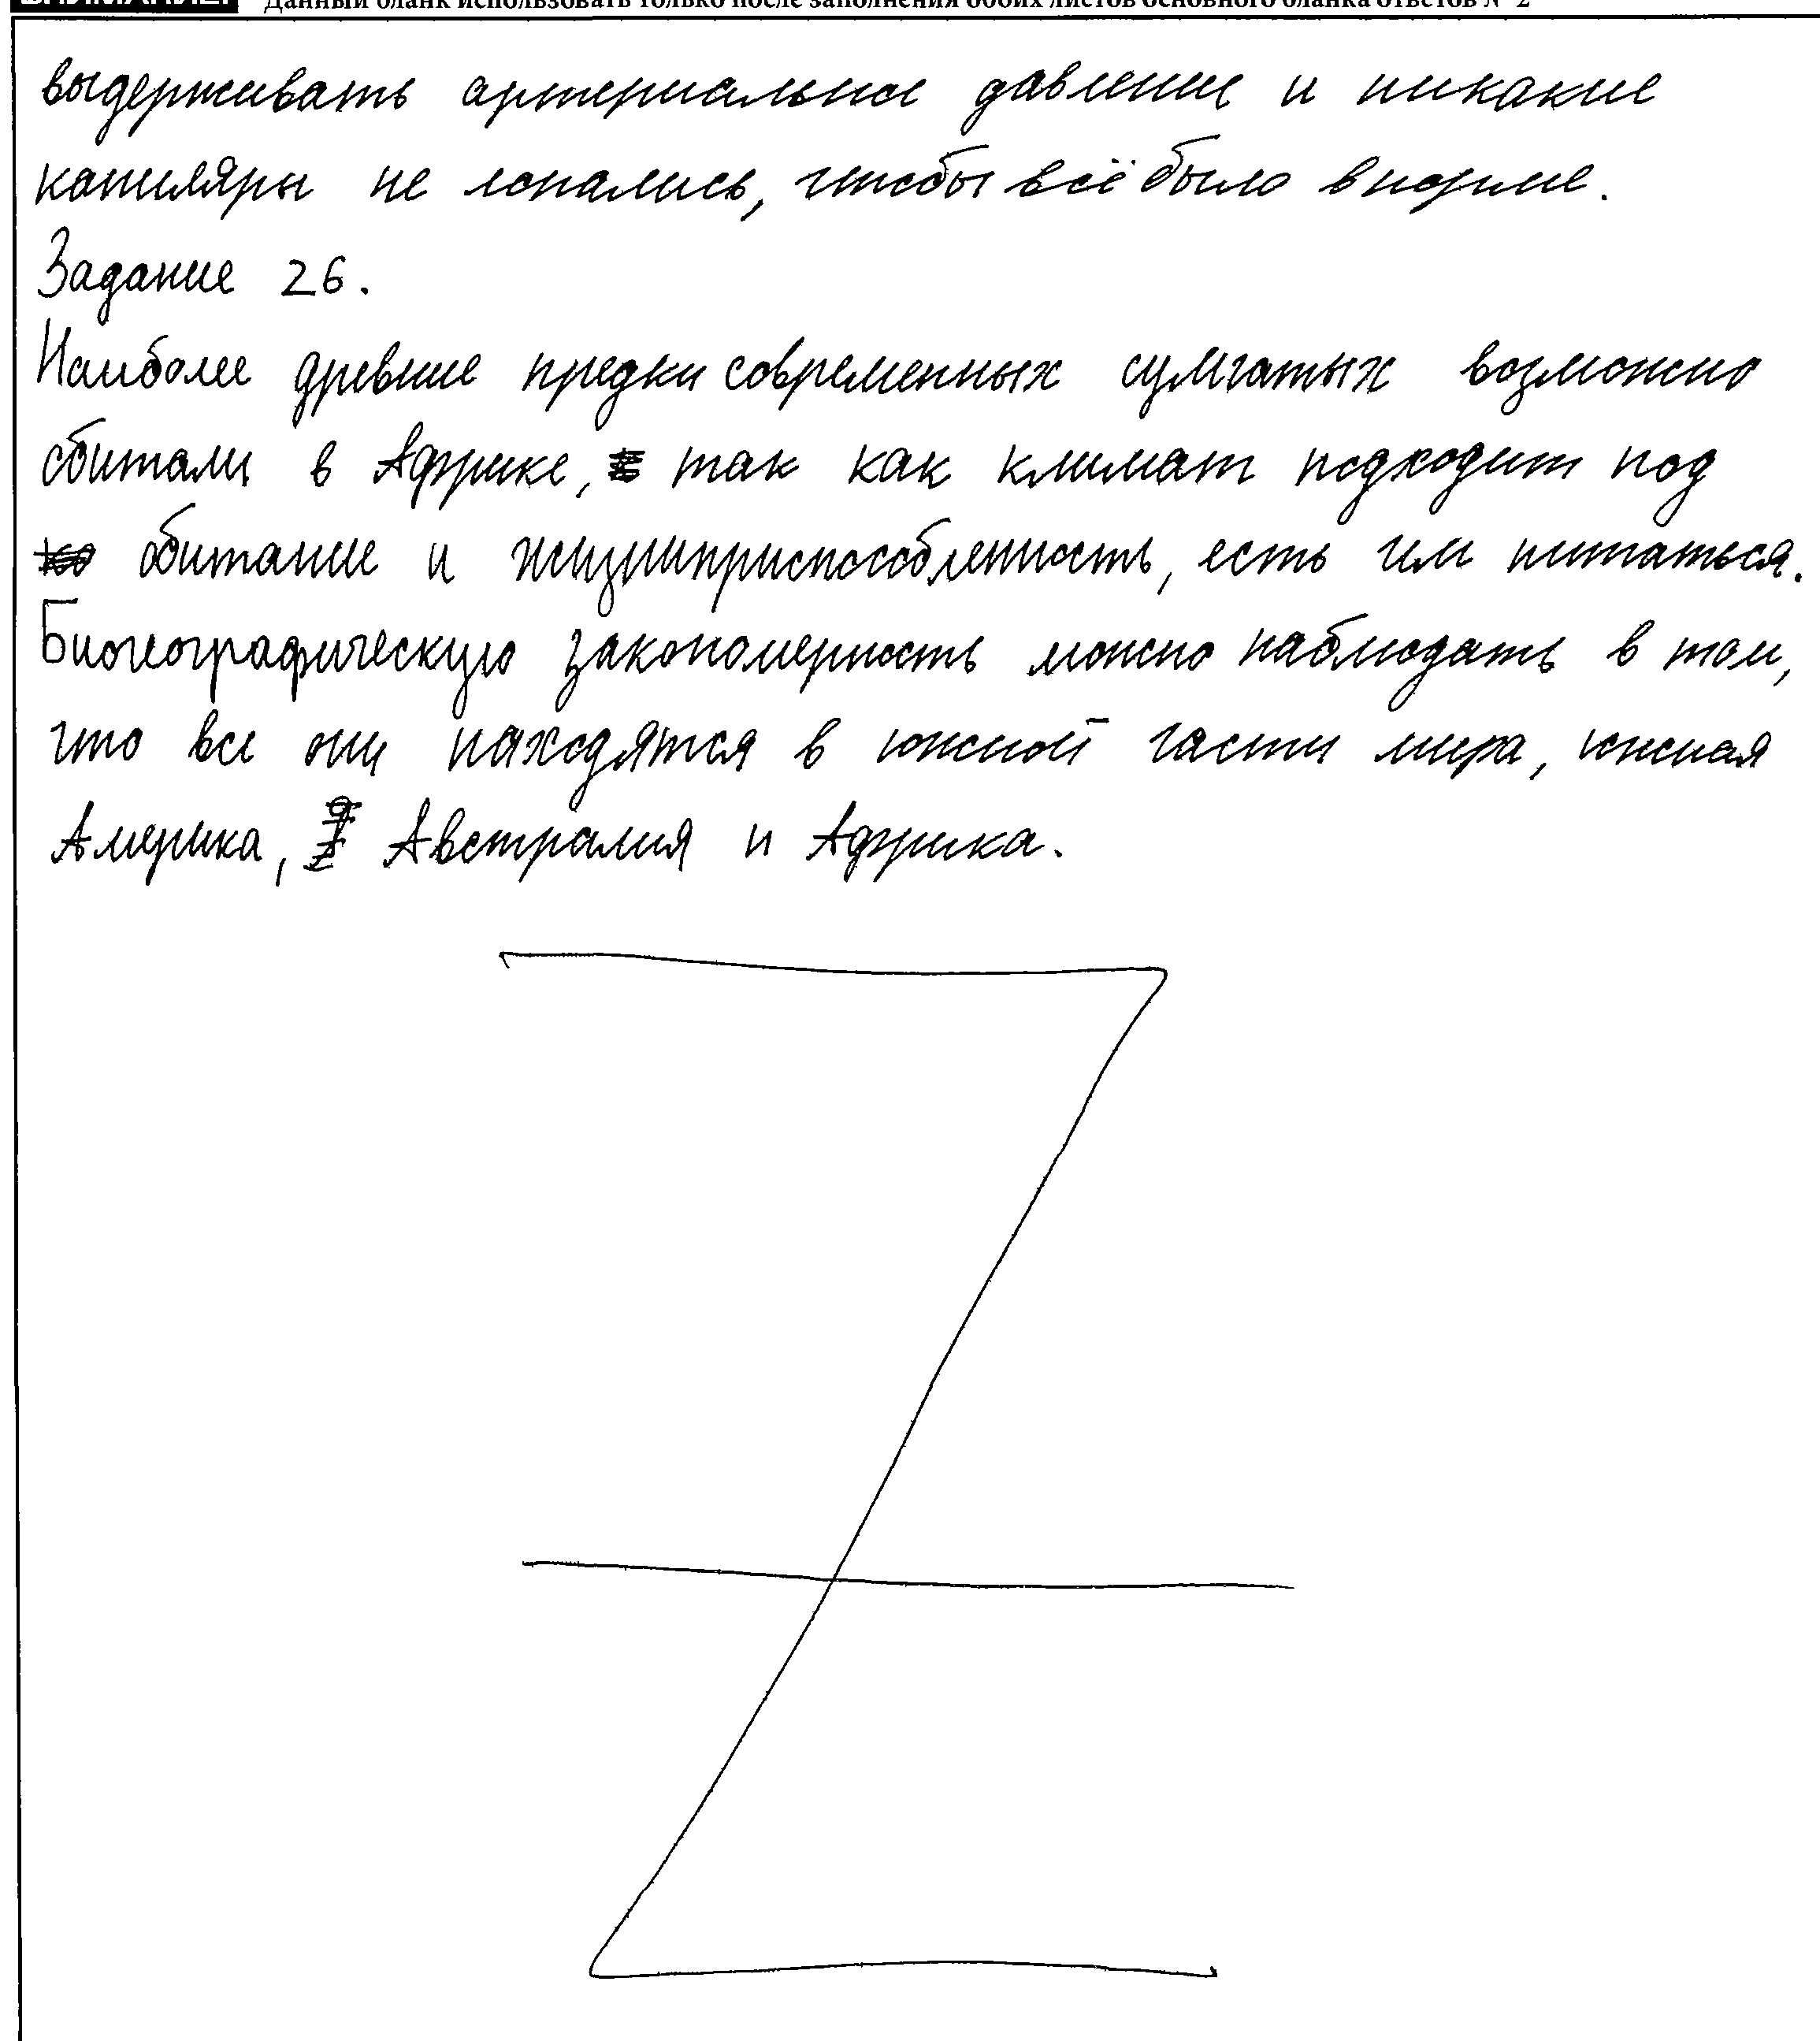 ВНИМАНИЕ! Данный бланк использовать только после заполнения обоих листов основного бланка ответов № 2
выдерживать артериальное давление и никакие
капиляры не лопались, чтобы всё было в норме.
Задание 26.
Наиболее древние предки современных сумчатых возможно
обитали в Африке, так как климат подходит под
обитание и жизнеприспособленность, есть чем питаться.
Биогеографическую закономерность можно наблюдать в том,
что все они находятся в южной части мира, южная
Америка, Австралия и Африка.